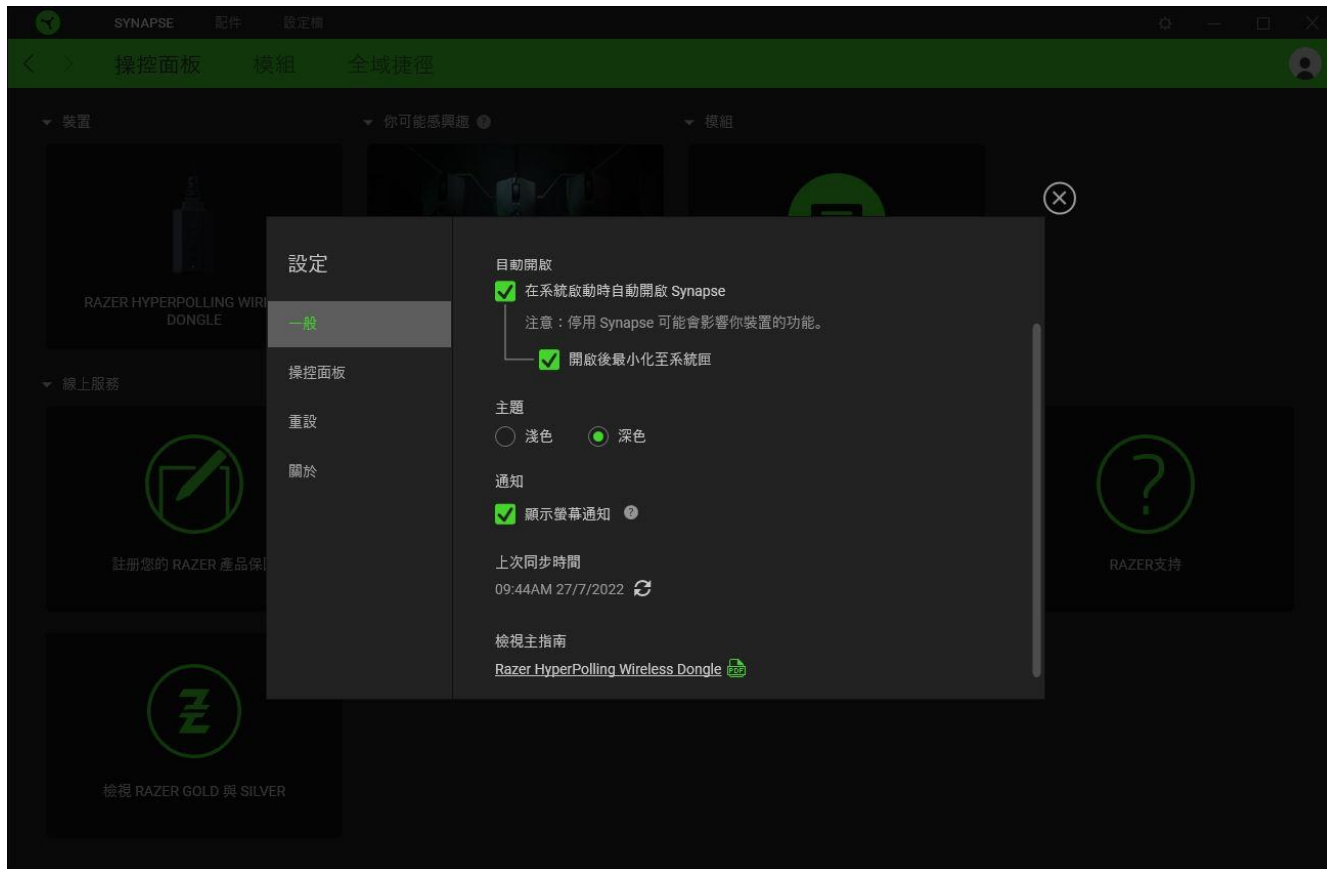 SYNAPSE 配件 設定檔
操控面板 模組 全域捷徑
裝置 你可能感興趣 模組
RAZER HYPERPOLLING WIR
DONGLE
線上服務
註册您的 RAZER 產品保
RAZER支持
檢視 RAZER GOLD 與 SILVER
設定
一般
操控面板
重設
關於
自動開啟
在系統啟動時自動開啟 Synapse
注意：停用 Synapse 可能會影響你裝置的功能。
開啟後最小化至系統匣
主題
淺色 深色
通知
顯示螢幕通知
上次同步時間
09:44AM 27/7/2022
檢視主指南
Razer HyperPolling Wireless Dongle
PDF